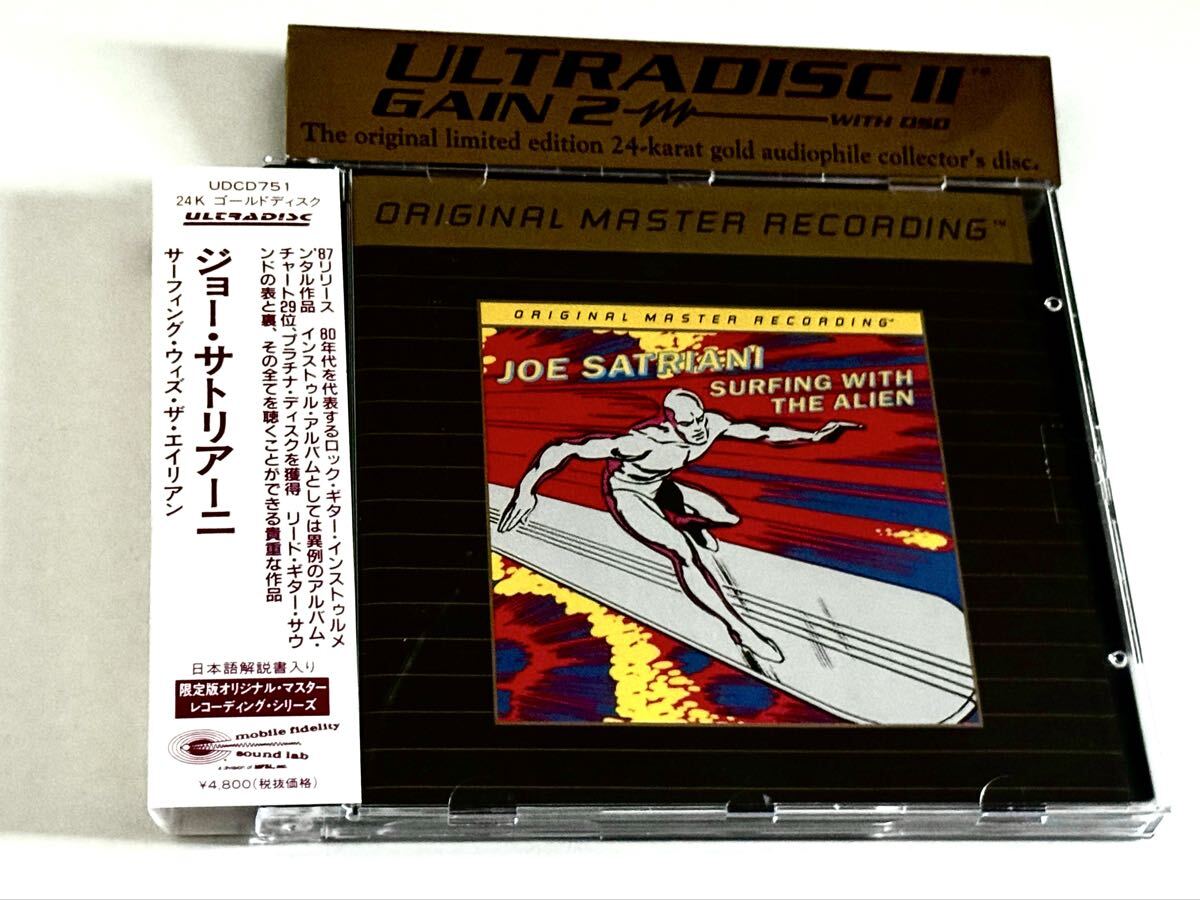 ULTRADISC II™
GAIN 2
WITH OSO
The original limited edition 24-karat gold audiophile collector's disc.
ORIGINAL MASTER RECORDING™
ORIGINAL MASTER RECORDING™
JOE SATRIANI
SURFING WITH
THE ALIEN
UDCD751
24K ゴールドディスク
ULTRADISC
'87リリース 80年代を代表するロック・ギター・インストゥルメ
ンタル作品 インストゥル・アルバムとしては異例のアルバム・
チャート29位、プラチナ・ディスクを獲得 リード・ギター・サウ
ンドの表と裏、その全てを聴くことができる貴重な作品
ジョー・サトリアーニ
サーフィング・ウィズ・ザ・エイリアン
日本語解説書入り
限定版オリジナル・マスター
レコーディング・シリーズ
mobile fidelity
sound lab
¥4,800(税抜価格)